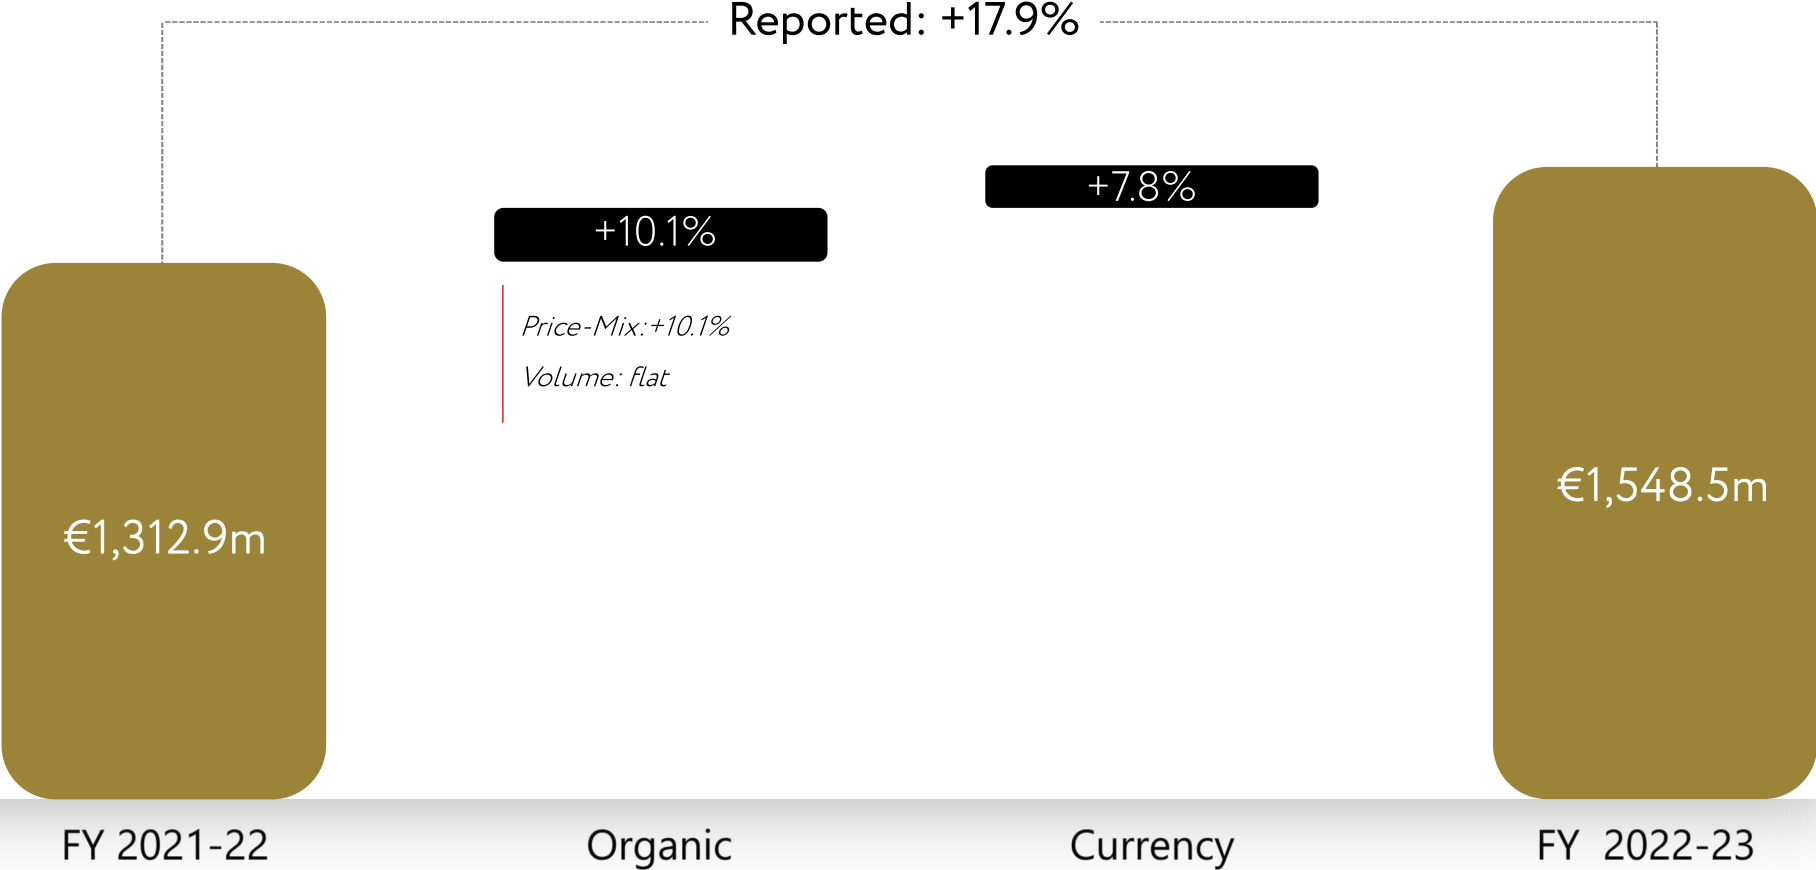 Reported: +17.9%
+7.8%
+10.1%
Price-Mix:+10.1%
Volume: flat
€1,312.9m
€1,548.5m
FY 2021-22
Organic
Currency
FY 2022-23